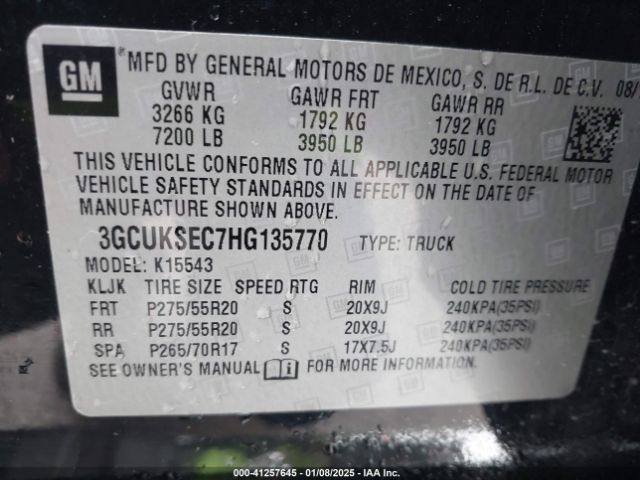 GM
MFD BY GENERAL MOTORS DE MEXICO, S. DE R.L. DE C.V. 08/
GVWR GAWR FRT GAWR RR
3266 KG 1792 KG 1792 KG
7200 LB 3950 LB 3950 LB
THIS VEHICLE CONFORMS TO ALL APPLICABLE U.S. FEDERAL MOTOR
VEHICLE SAFETY STANDARDS IN EFFECT ON THE DATE OF
MANUFACTURE SHOWN ABOVE.
3GCUKSEC7HG135770 TYPE: TRUCK
MODEL: K15543
KLJK TIRE SIZE SPEED RTG RIM COLD TIRE PRESSURE
FRT P275/55R20 S 20X9J 240KPA(35PSI)
RR P275/55R20 S 20X9J 240KPA(35PSI)
SPA P265/70R17 S 17X7.5J 240KPA(35PSI)
SEE OWNER'S MANUAL FOR MORE INFORMATION.
000-41257645 - 01/08/2025 - IAA Inc.